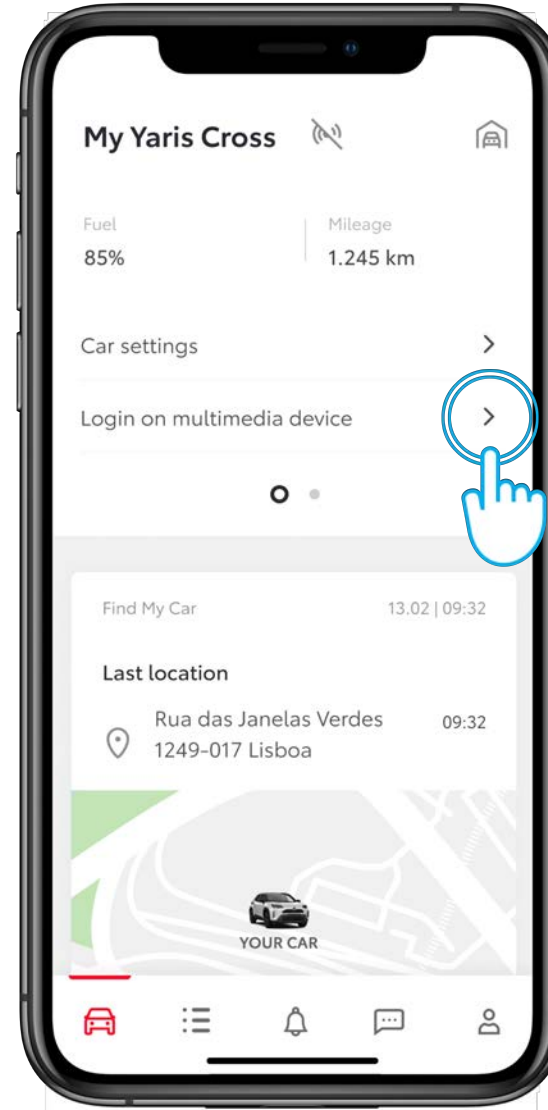 My Yaris Cross
Fuel
Mileage
85%
1.245 km
Car settings
Login on multimedia device
Find My Car
13.02 | 09:32
Last location
Rua das Janelas Verdes
09:32
1249-017 Lisboa
YOUR CAR